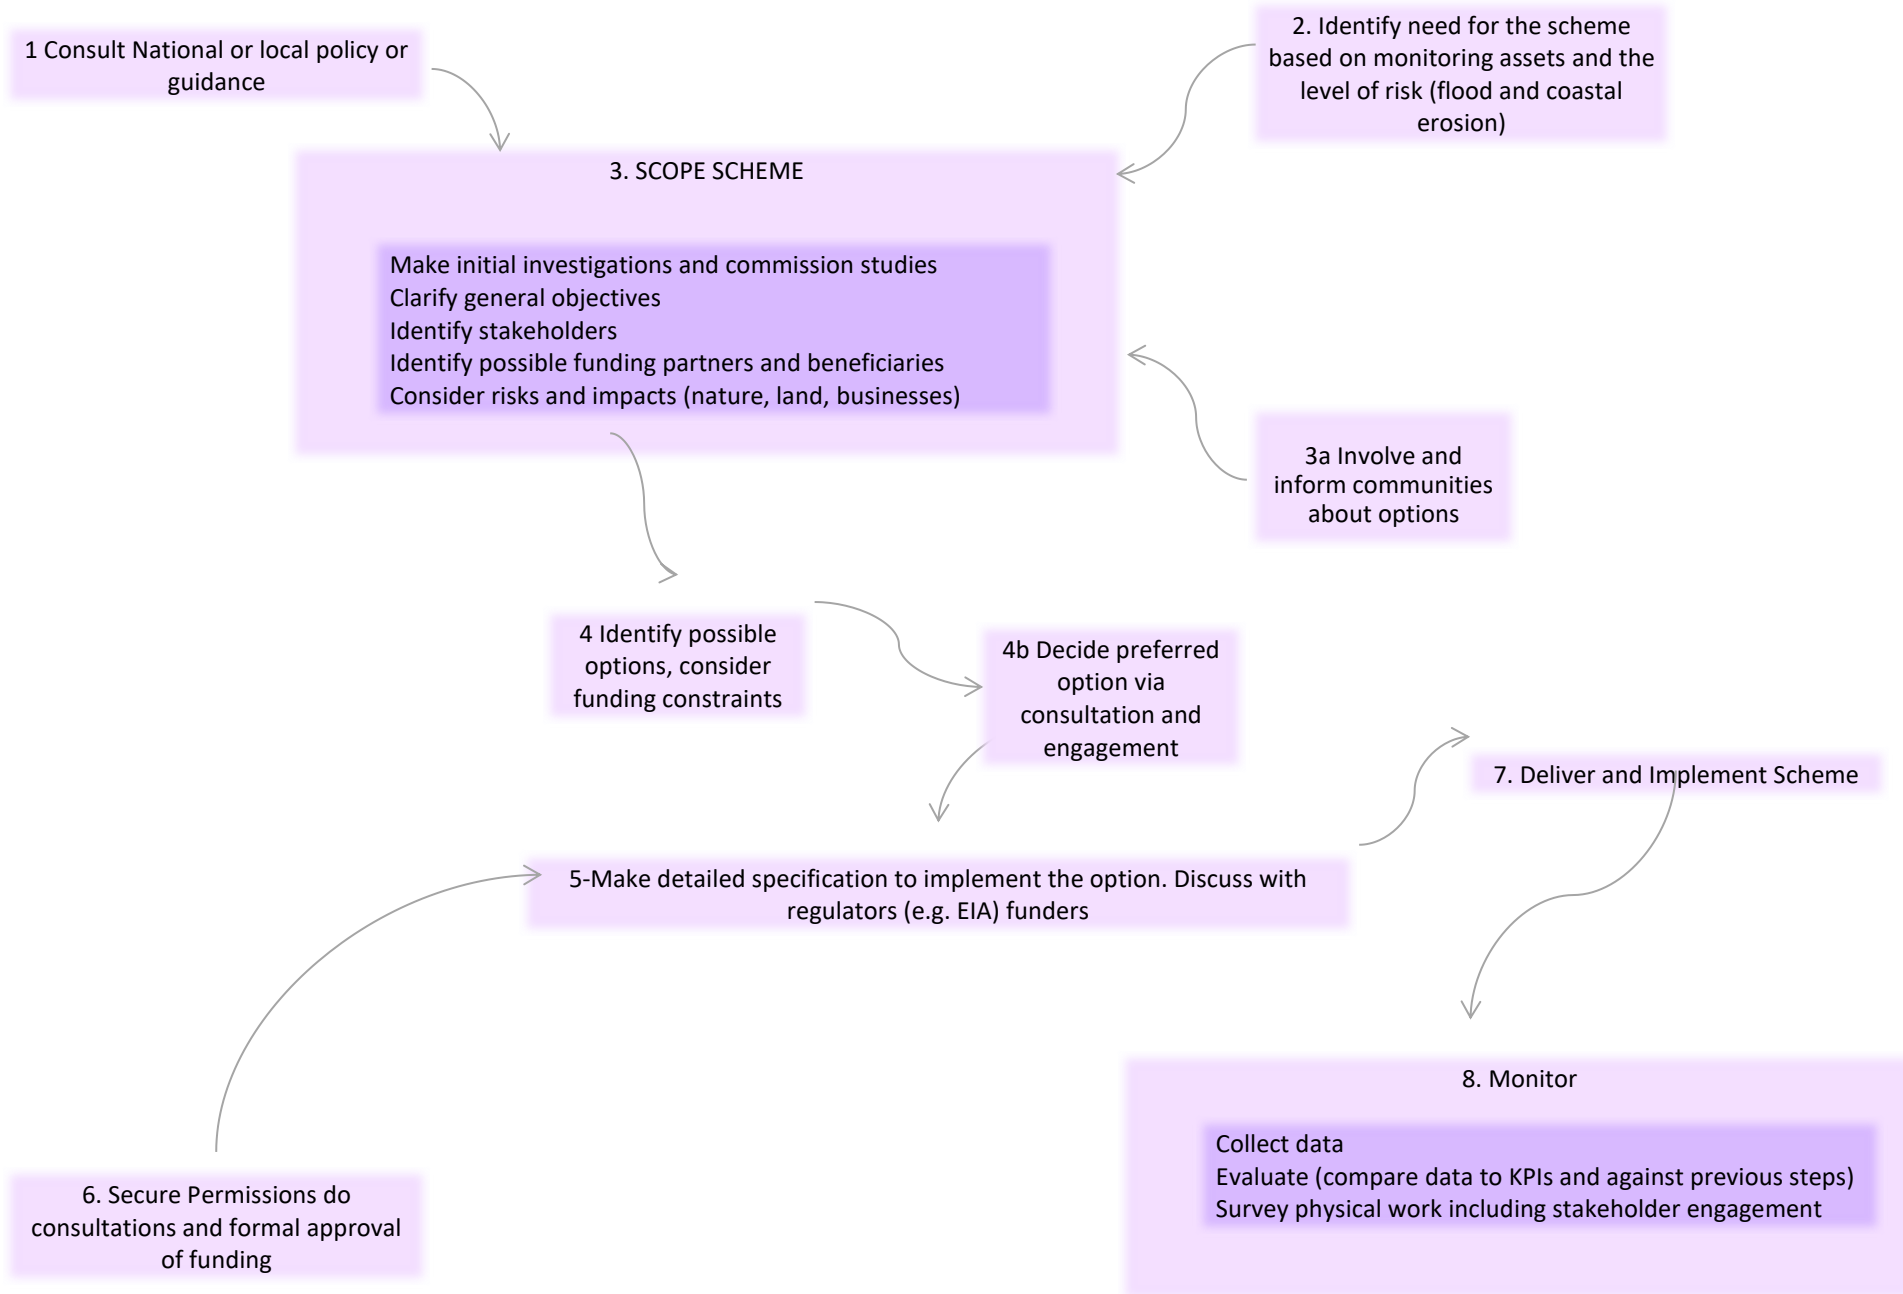 1 Consult National or local policy or
guidance
2. Identify need for the scheme
based on monitoring assets and the
level of risk (flood and coastal
erosion)
3. SCOPE SCHEME
Make initial investigations and commission studies
Clarify general objectives
Identify stakeholders
Identify possible funding partners and beneficiaries
Consider risks and impacts (nature, land, businesses)
3a Involve and
inform communities
about options
4 Identify possible
options, consider
funding constraints
4b Decide preferred
option via
consultation and
engagement
5-Make detailed specification to implement the option. Discuss with
regulators (e.g. EIA) funders
6. Secure Permissions do
consultations and formal approval
of funding
7. Deliver and Implement Scheme
8. Monitor
Collect data
Evaluate (compare data to KPIs and against previous steps)
Survey physical work including stakeholder engagement